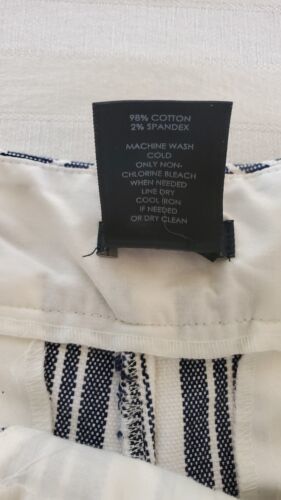 98% COTTON
2% SPANDEX
MACHINE WASH
COLD
ONLY NON-
CHLORINE BLEACH
WHEN NEEDED
LINE DRY
COOL IRON
IF NEEDED
OR DRY CLEAN